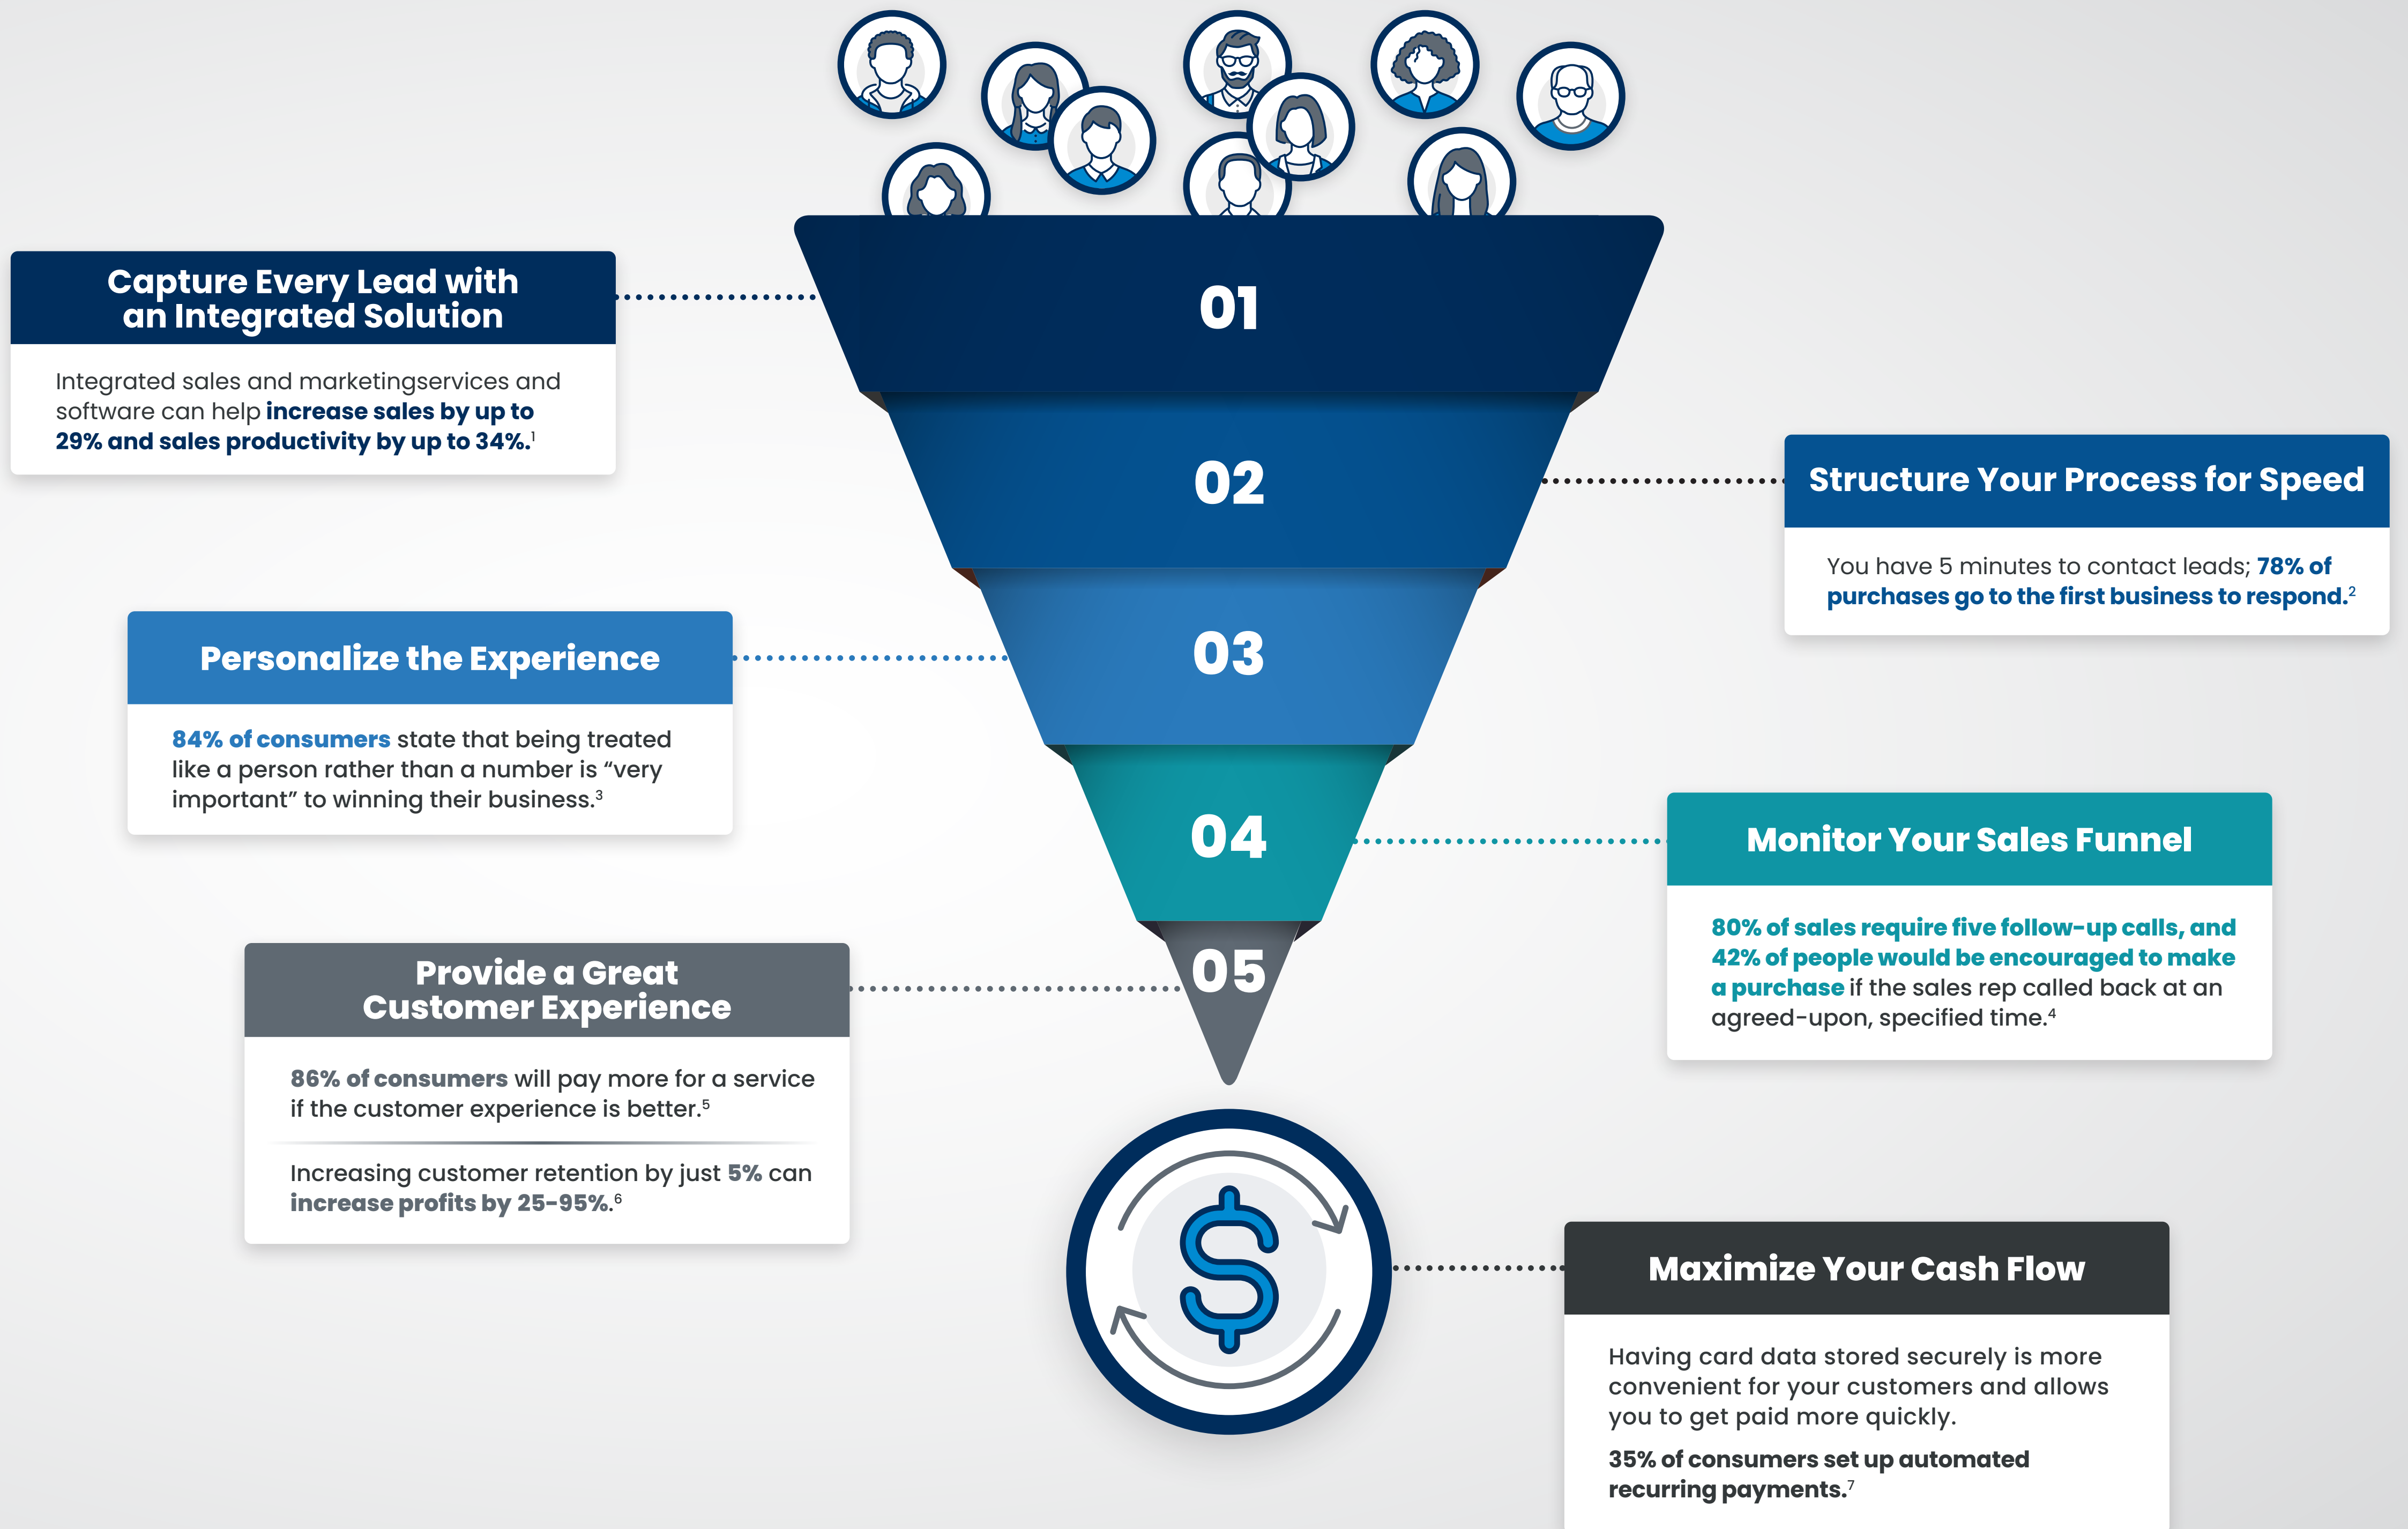 01
Capture Every Lead with
an Integrated Solution
Integrated sales and marketingservices and
software can help increase sales by up to
29% and sales productivity by up to 34%.1
02
Structure Your Process for Speed
You have 5 minutes to contact leads; 78% of
purchases go to the first business to respond.2
03
Personalize the Experience
84% of consumers state that being treated
like a person rather than a number is “very
important” to winning their business.3
04
Monitor Your Sales Funnel
80% of sales require five follow-up calls, and
42% of people would be encouraged to make
a purchase if the sales rep called back at an
agreed-upon, specified time.4
05
Provide a Great
Customer Experience
86% of consumers will pay more for a service
if the customer experience is better.5
Increasing customer retention by just 5% can
increase profits by 25-95%.6
$
Maximize Your Cash Flow
Having card data stored securely is more
convenient for your customers and allows
you to get paid more quickly.
35% of consumers set up automated
recurring payments.7